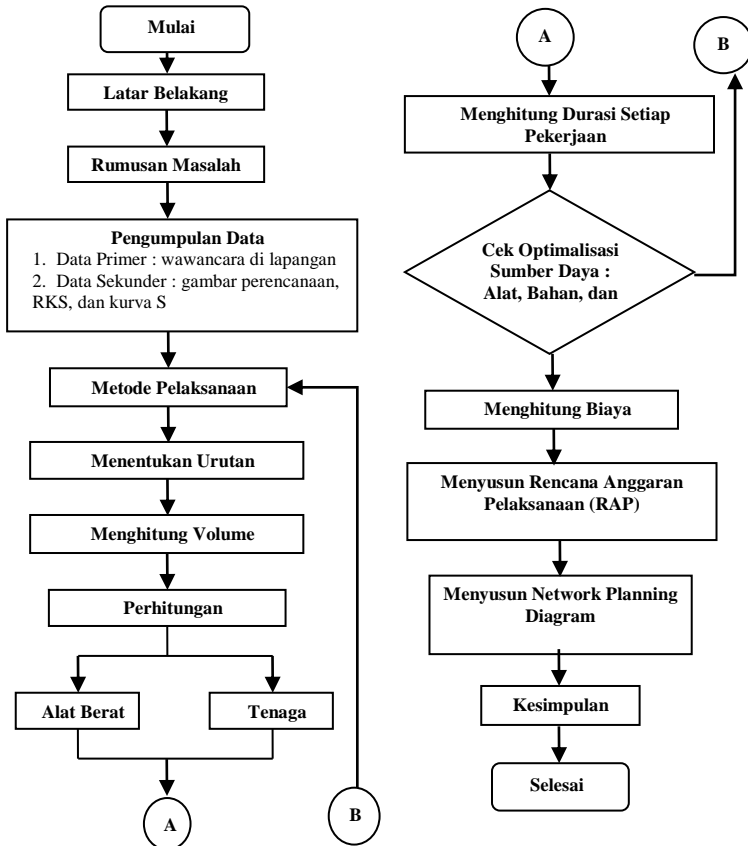 Mulai
Latar Belakang
Rumusan Masalah
Pengumpulan Data
1. Data Primer : wawancara di lapangan
2. Data Sekunder : gambar perencanaan,
RKS, dan kurva S
Metode Pelaksanaan
Menentukan Urutan
Menghitung Volume
Perhitungan
Alat Berat
Tenaga
A
B
A
B
Menghitung Durasi Setiap
Pekerjaan
Cek Optimalisasi
Sumber Daya :
Alat, Bahan, dan
Menghitung Biaya
Menyusun Rencana Anggaran
Pelaksanaan (RAP)
Menyusun Network Planning
Diagram
Kesimpulan
Selesai